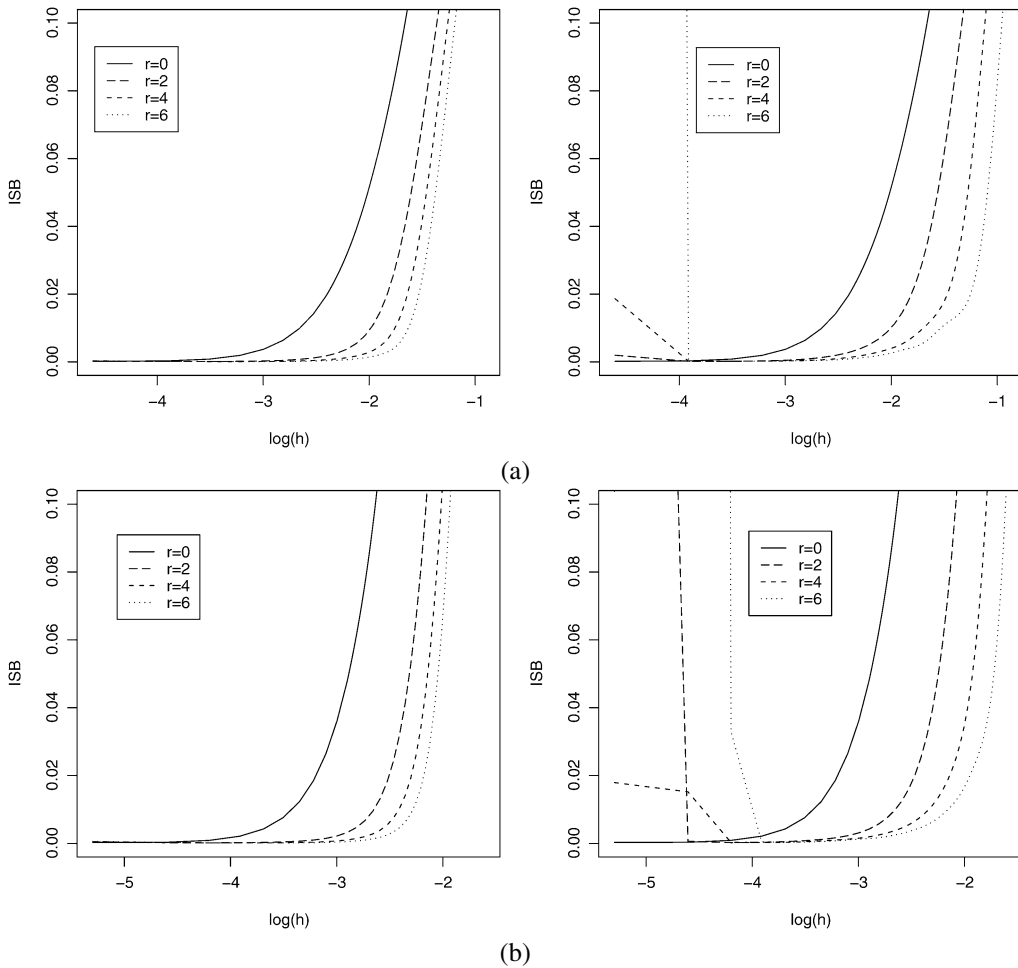 0.10
0.08
0.06
0.04
0.02
0.00
ISB
r=0
r=2
r=4
r=6
−4
−3
−2
−1
log(h)
0.10
0.08
0.06
0.04
0.02
0.00
ISB
r=0
r=2
r=4
r=6
−4
−3
−2
−1
log(h)
(a)
0.10
0.08
0.06
0.04
0.02
0.00
ISB
r=0
r=2
r=4
r=6
−5
−4
−3
−2
log(h)
0.10
0.08
0.06
0.04
0.02
0.00
ISB
r=0
r=2
r=4
r=6
−5
−4
−3
−2
log(h)
(b)